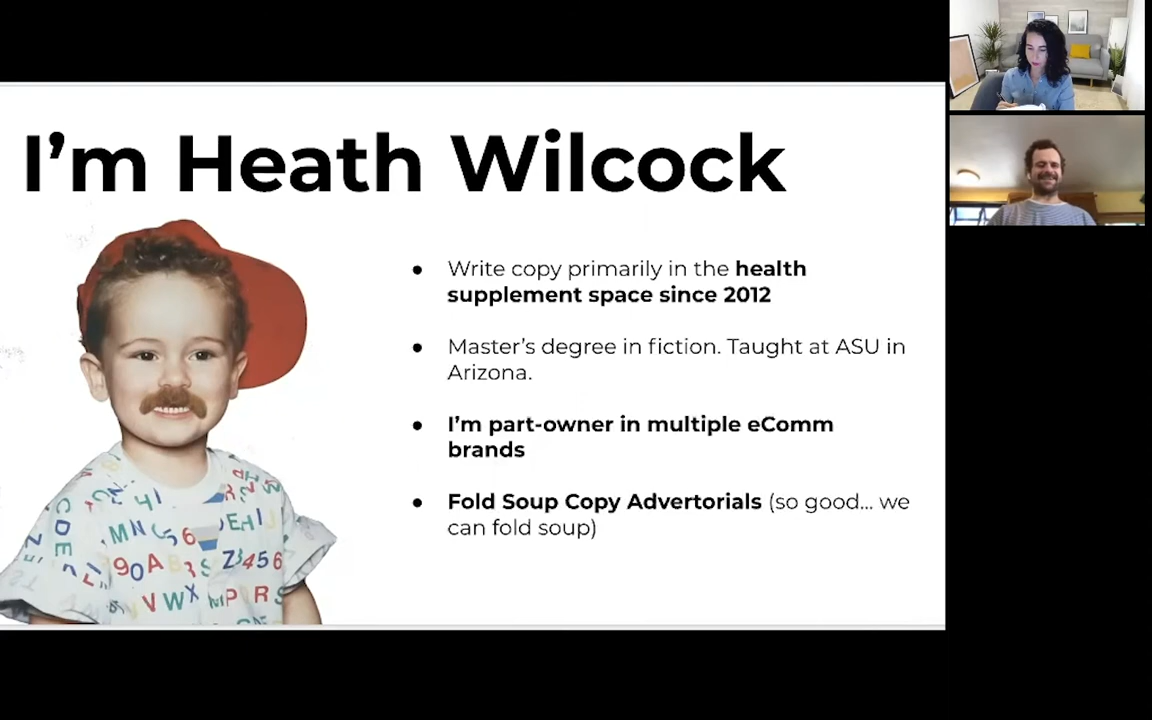 I'm Heath Wilcock
● Write copy primarily in the health
supplement space since 2012
● Master's degree in fiction. Taught at ASU in
Arizona.
● I'm part-owner in multiple eComm
brands
● Fold Soup Copy Advertorials (so good... we
can fold soup)